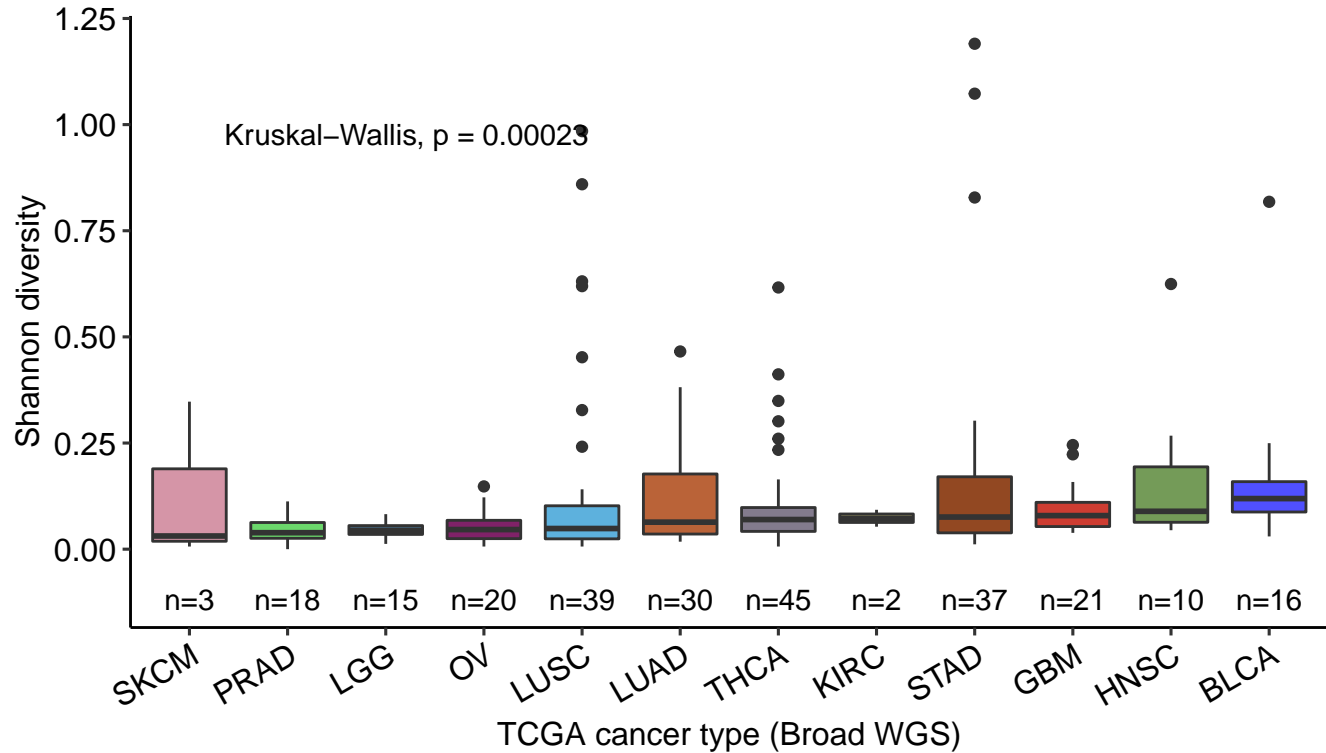 1.25
1.00
0.75
0.50
0.25
0.00
Shannon diversity
Kruskal−Wallis, p = 0.00023
n=3 n=18 n=15 n=20 n=39 n=30 n=45 n=2 n=37 n=21 n=10 n=16
SKCM PRAD LGG OV LUSC LUAD THCA KIRC STAD GBM HNSC BLCA
TCGA cancer type (Broad WGS)